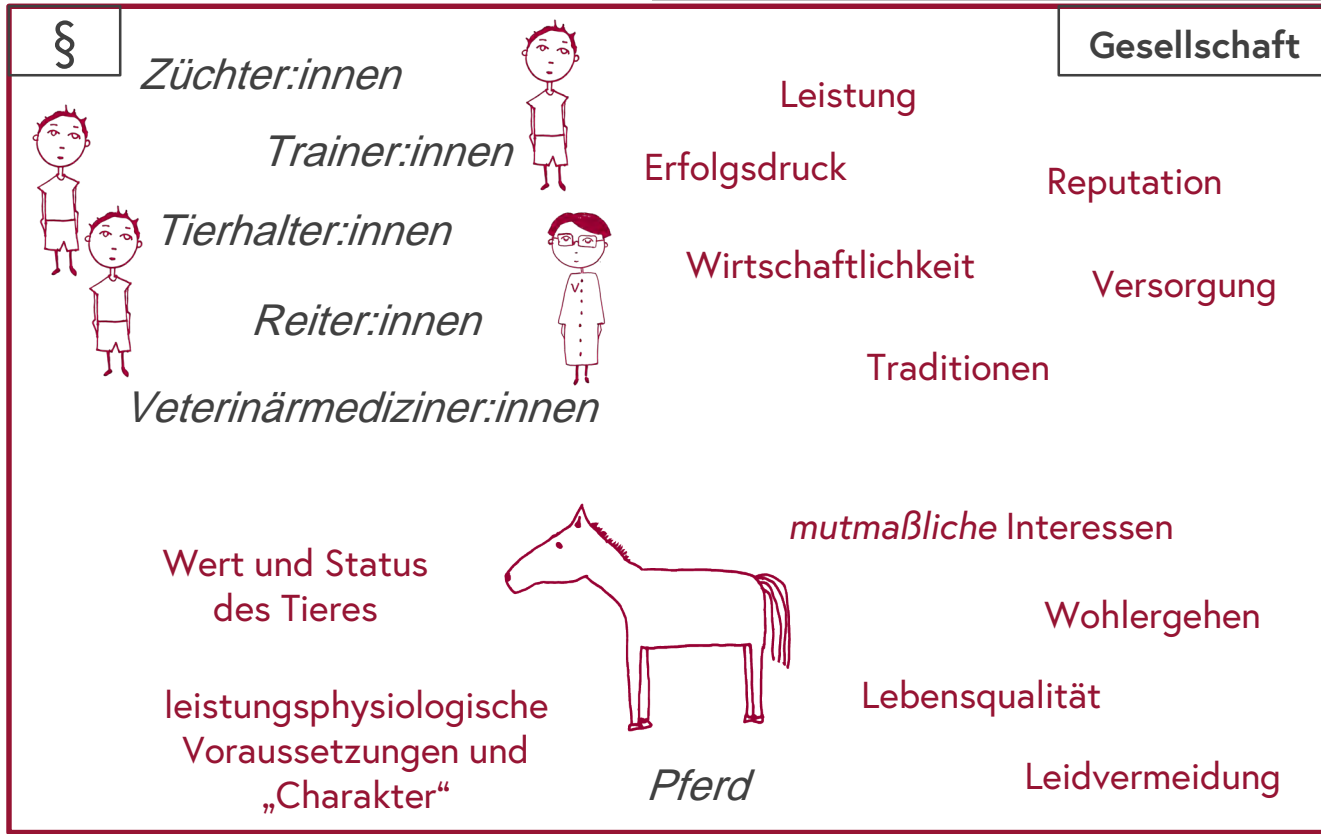 §
Gesellschaft
Züchter:innen
Trainer:innen
Tierhalter:innen
Reiter:innen
Veterinärmediziner:innen
V
Leistung
Erfolgsdruck
Reputation
Wirtschaftlichkeit
Versorgung
Traditionen
Wert und Status
des Tieres
leistungsphysiologische
Voraussetzungen und
„Charakter“
Pferd
mutmaßliche Interessen
Wohlergehen
Lebensqualität
Leidvermeidung